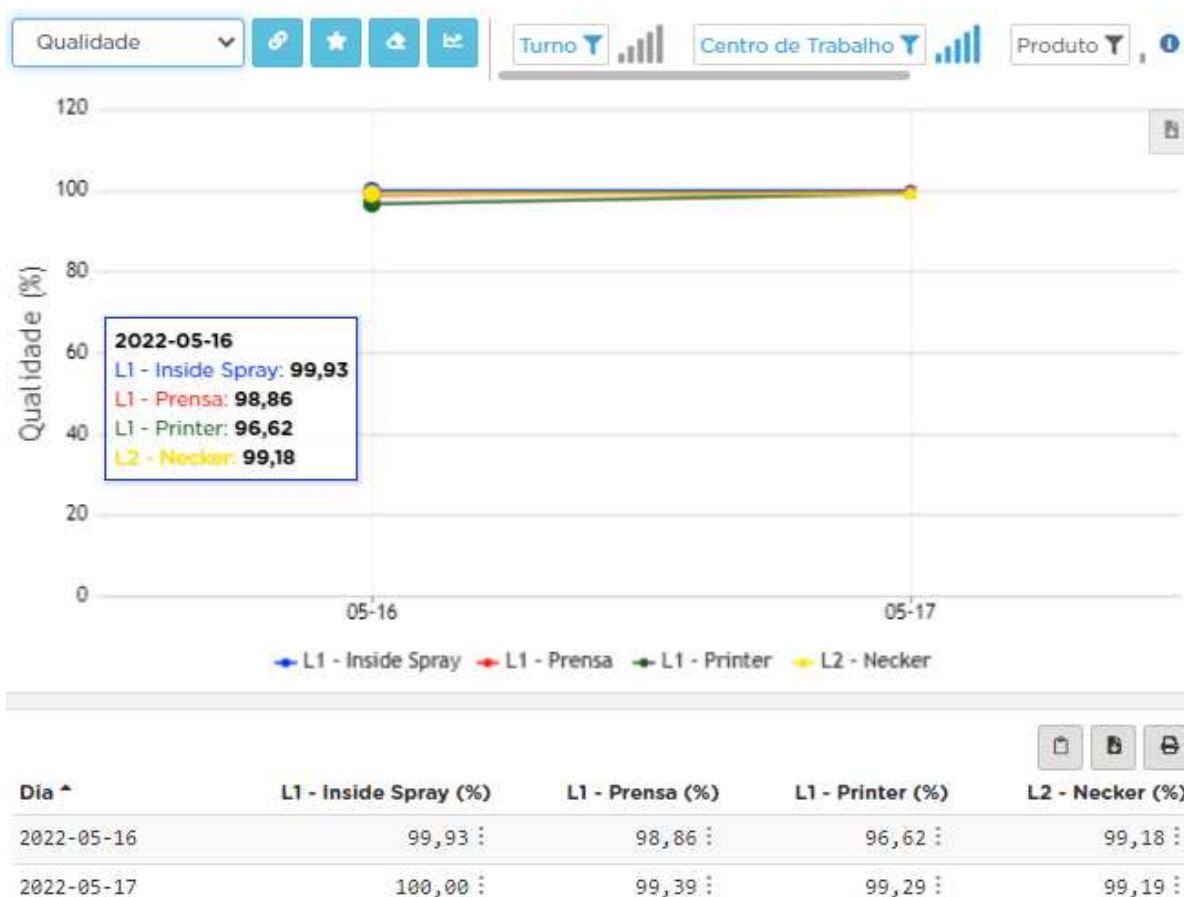 Qualidade Turno Centro de Trabalho Produto
120
100
80
60
40
20
0
Qualidade (%)
2022-05-16
L1 - Inside Spray: 99,93
L1 - Prensa: 98,86
L1 - Printer: 96,62
L2 - Necker: 99,18
05-16 05-17
L1 - Inside Spray L1 - Prensa L1 - Printer L2 - Necker
Dia L1 - Inside Spray (%) L1 - Prensa (%) L1 - Printer (%) L2 - Necker (%)
2022-05-16 99,93 98,86 96,62 99,18
2022-05-17 100,00 99,39 99,29 99,19